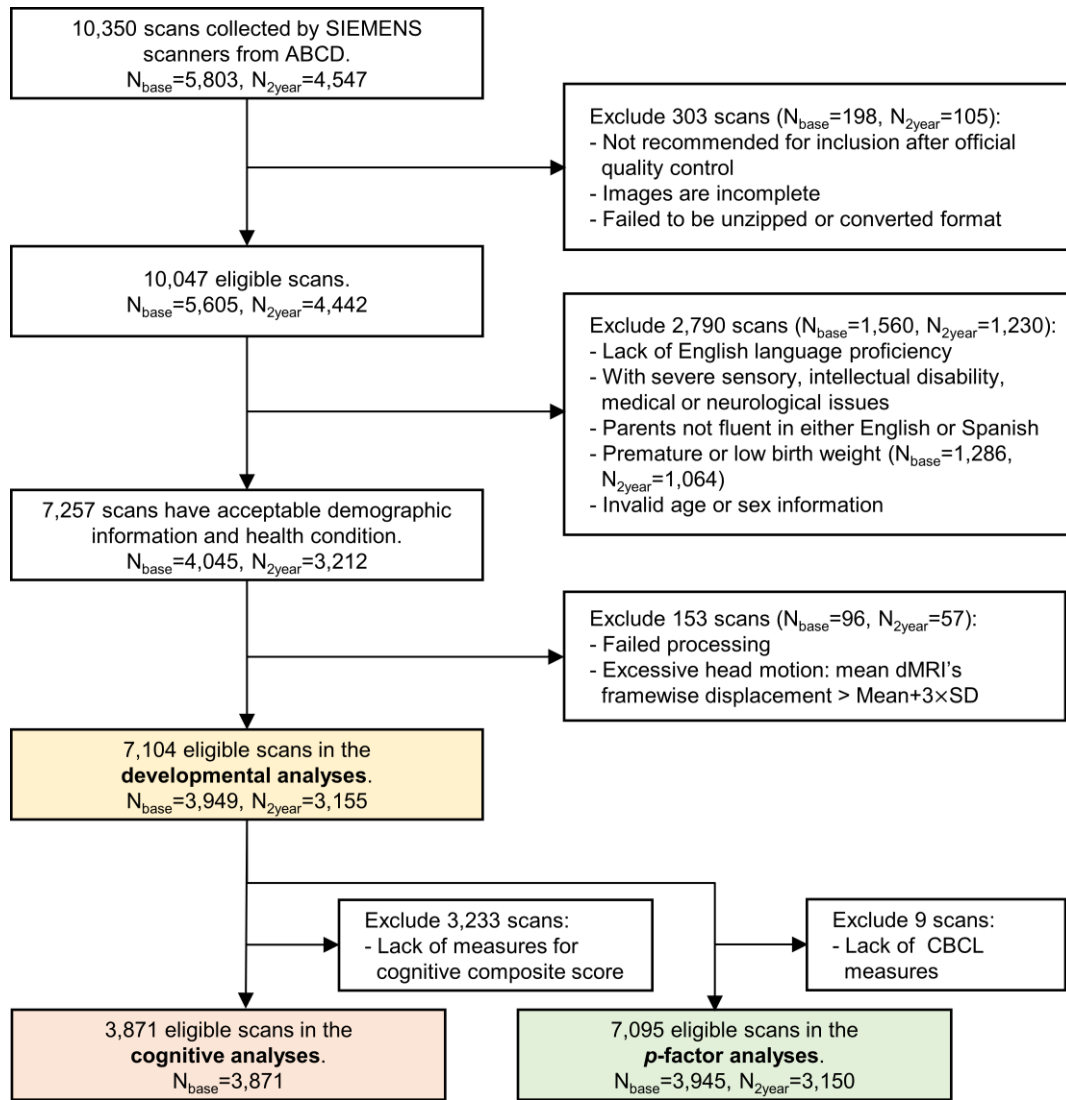 10,350 scans collected by SIEMENS
scanners from ABCD.
Nbase=5,803, N2year=4,547
Exclude 303 scans (Nbase=198, N2year=105):
- Not recommended for inclusion after official
quality control
- Images are incomplete
- Failed to be unzipped or converted format
10,047 eligible scans.
Nbase=5,605, N2year=4,442
Exclude 2,790 scans (Nbase=1,560, N2year=1,230):
- Lack of English language proficiency
- With severe sensory, intellectual disability,
medical or neurological issues
- Parents not fluent in either English or Spanish
- Premature or low birth weight (Nbase=1,286,
N2year=1,064)
- Invalid age or sex information
7,257 scans have acceptable demographic
information and health condition.
Nbase=4,045, N2year=3,212
Exclude 153 scans (Nbase=96, N2year=57):
- Failed processing
- Excessive head motion: mean dMRI's
framewise displacement > Mean+3×SD
7,104 eligible scans in the
developmental analyses.
Nbase=3,949, N2year=3,155
Exclude 3,233 scans:
- Lack of measures for
cognitive composite score
Exclude 9 scans:
- Lack of CBCL
measures
3,871 eligible scans in the
cognitive analyses.
Nbase=3,871
7,095 eligible scans in the
p-factor analyses.
Nbase=3,945, N2year=3,150